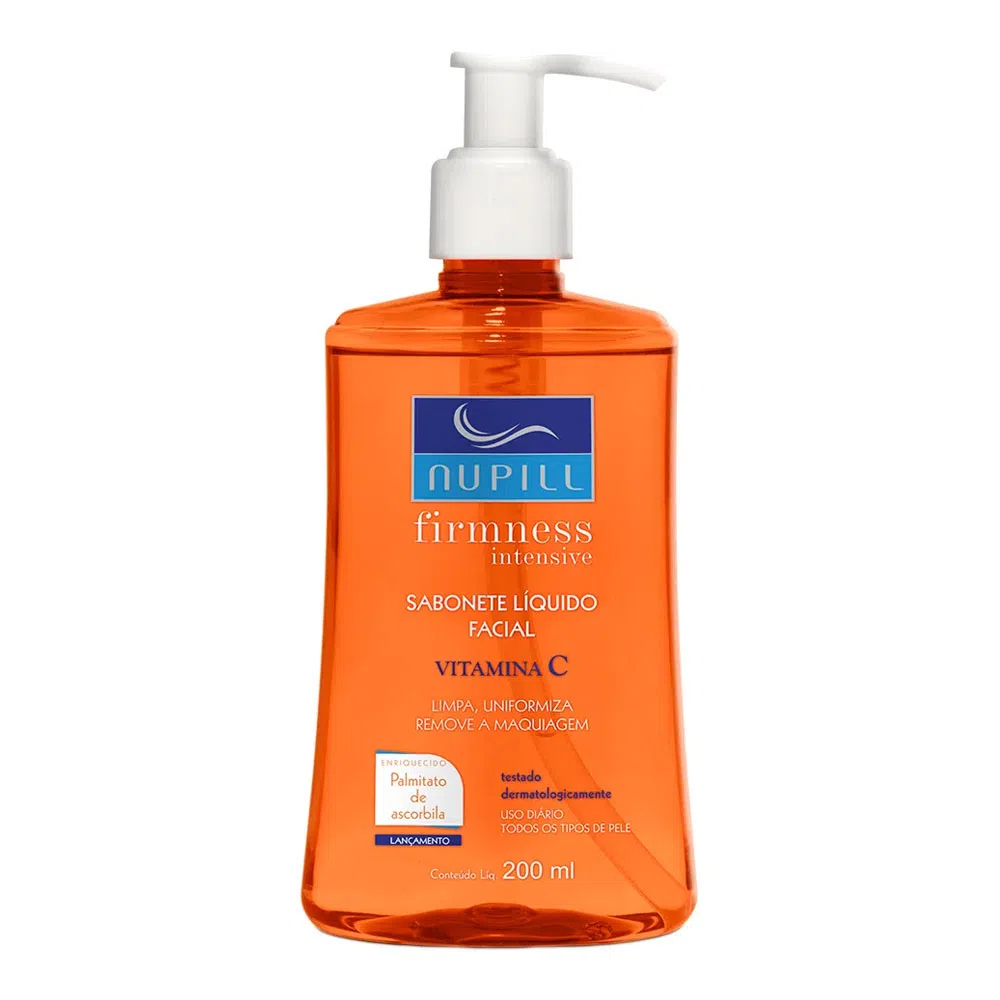 NUPILL
firmness
intensive
SABONETE LÍQUIDO
FACIAL
VITAMINA C
LIMPA, UNIFORMIZA
REMOVE A MAQUIAGEM
ENRIQUECIDO
Palmitato
de
ascorbila
LANÇAMENTO
testado
dermatologicamente
USO DIÁRIO
TODOS OS TIPOS DE PELE
Conteúdo Líq. 200 ml